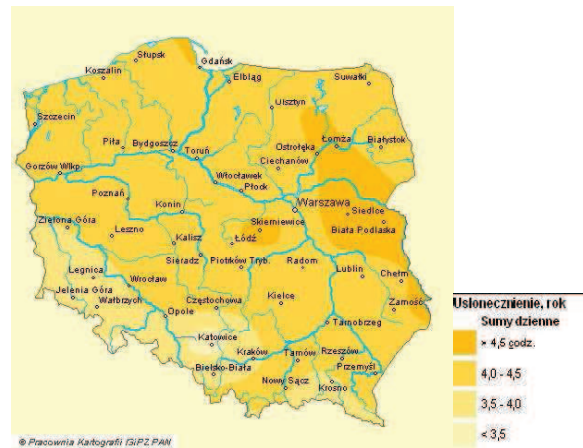 Słupsk
Gdańsk
Koszalin
Elbląg
Suwałki
Olsztyn
Szczecin
Piła
Bydgoszcz
Toruń
Ostrołęka
Łomża
Białystok
Ciechanów
Gorzów Wlkp.
Włocławek
Płock
Poznań
Warszawa
Siedlce
Konin
Skierniewice
Biała Podlaska
Zielona Góra
Leszno
Kalisz
Łódź
Sieradz
Piotrków Tryb.
Radom
Lublin
Chełm
Legnica
Wrocław
Jelenia Góra
Wałbrzych
Opole
Częstochowa
Kielce
Zamość
Tarnobrzeg
Katowice
Kraków
Tarnów
Rzeszów
Przemyśl
Bielsko-Biała
Nowy Sącz
Krosno
Usłonecznienie, rok
Sumy dzienne
> 4,5 godz.
4,0 - 4,5
3,5 - 4,0
< 3,5
© Pracownia Kartografii IGiPZ PAN